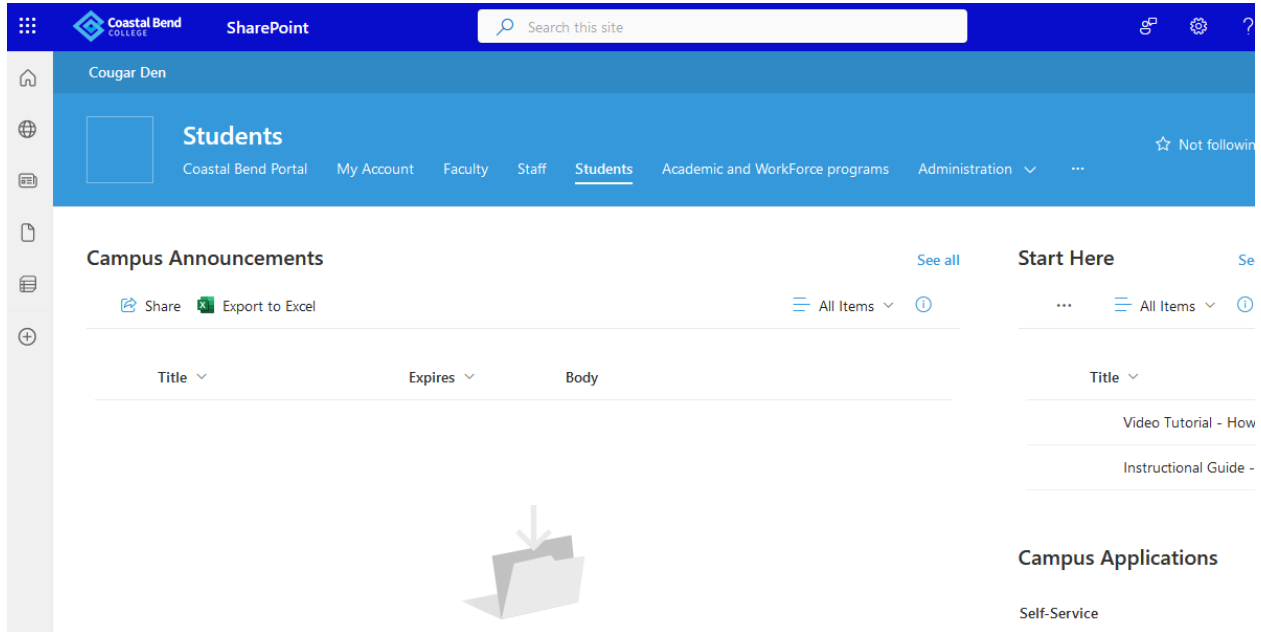 Coastal Bend
COLLEGE
SharePoint
Search this site
?
Cougar Den
Students
Not followin
Coastal Bend Portal My Account Faculty Staff Students Academic and WorkForce programs Administration ...
Campus Announcements
See all
Share Export to Excel
All Items
Title Expires Body
Start Here
Se
... All Items
Title
Video Tutorial - How
Instructional Guide -
Campus Applications
Self-Service